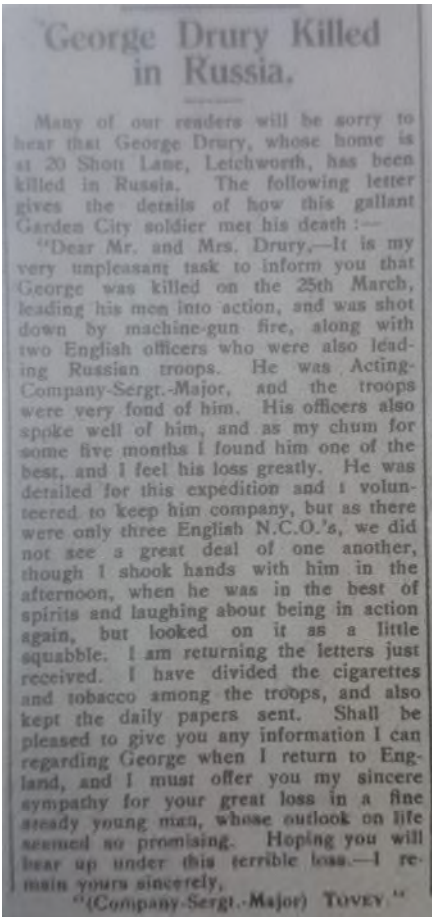 George Drury Killed
in Russia.
Many of our readers will be sorry to
hear that George Drury, whose home is
at 20 Shott Lane, Letchworth, has been
killed in Russia. The following letter
gives the details of how this gallant
Garden City soldier met his death :—
"Dear Mr. and Mrs. Drury,—It is my
very unpleasant task to inform you that
George was killed on the 25th March,
leading his men into action, and was shot
down by machine-gun fire, along with
two English officers who were also lead-
ing Russian troops. He was Acting-
Company-Sergt.-Major, and the troops
were very fond of him. His officers also
spoke well of him, and as my chum for
some five months I found him one of the
best, and I feel his loss greatly. He was
detailed for this expedition and I volun-
teered to keep him company, but as there
were only three English N.C.O.'s, we did
not see a great deal of one another,
though I shook hands with him in the
afternoon, when he was in the best of
spirits and laughing about being in action
again, but looked on it as a little
squabble. I am returning the letters just
received. I have divided the cigarettes
and tobacco among the troops, and also
kept the daily papers sent. Shall be
pleased to give you any information I can
regarding George when I return to Eng-
land, and I must offer you my sincere
sympathy for your great loss in a fine
steady young man, whose outlook on life
seemed so promising. Hoping you will
bear up under this terrible loss.—I re-
main yours sincerely,
"(Company-Sergt.-Major) TOVEY."